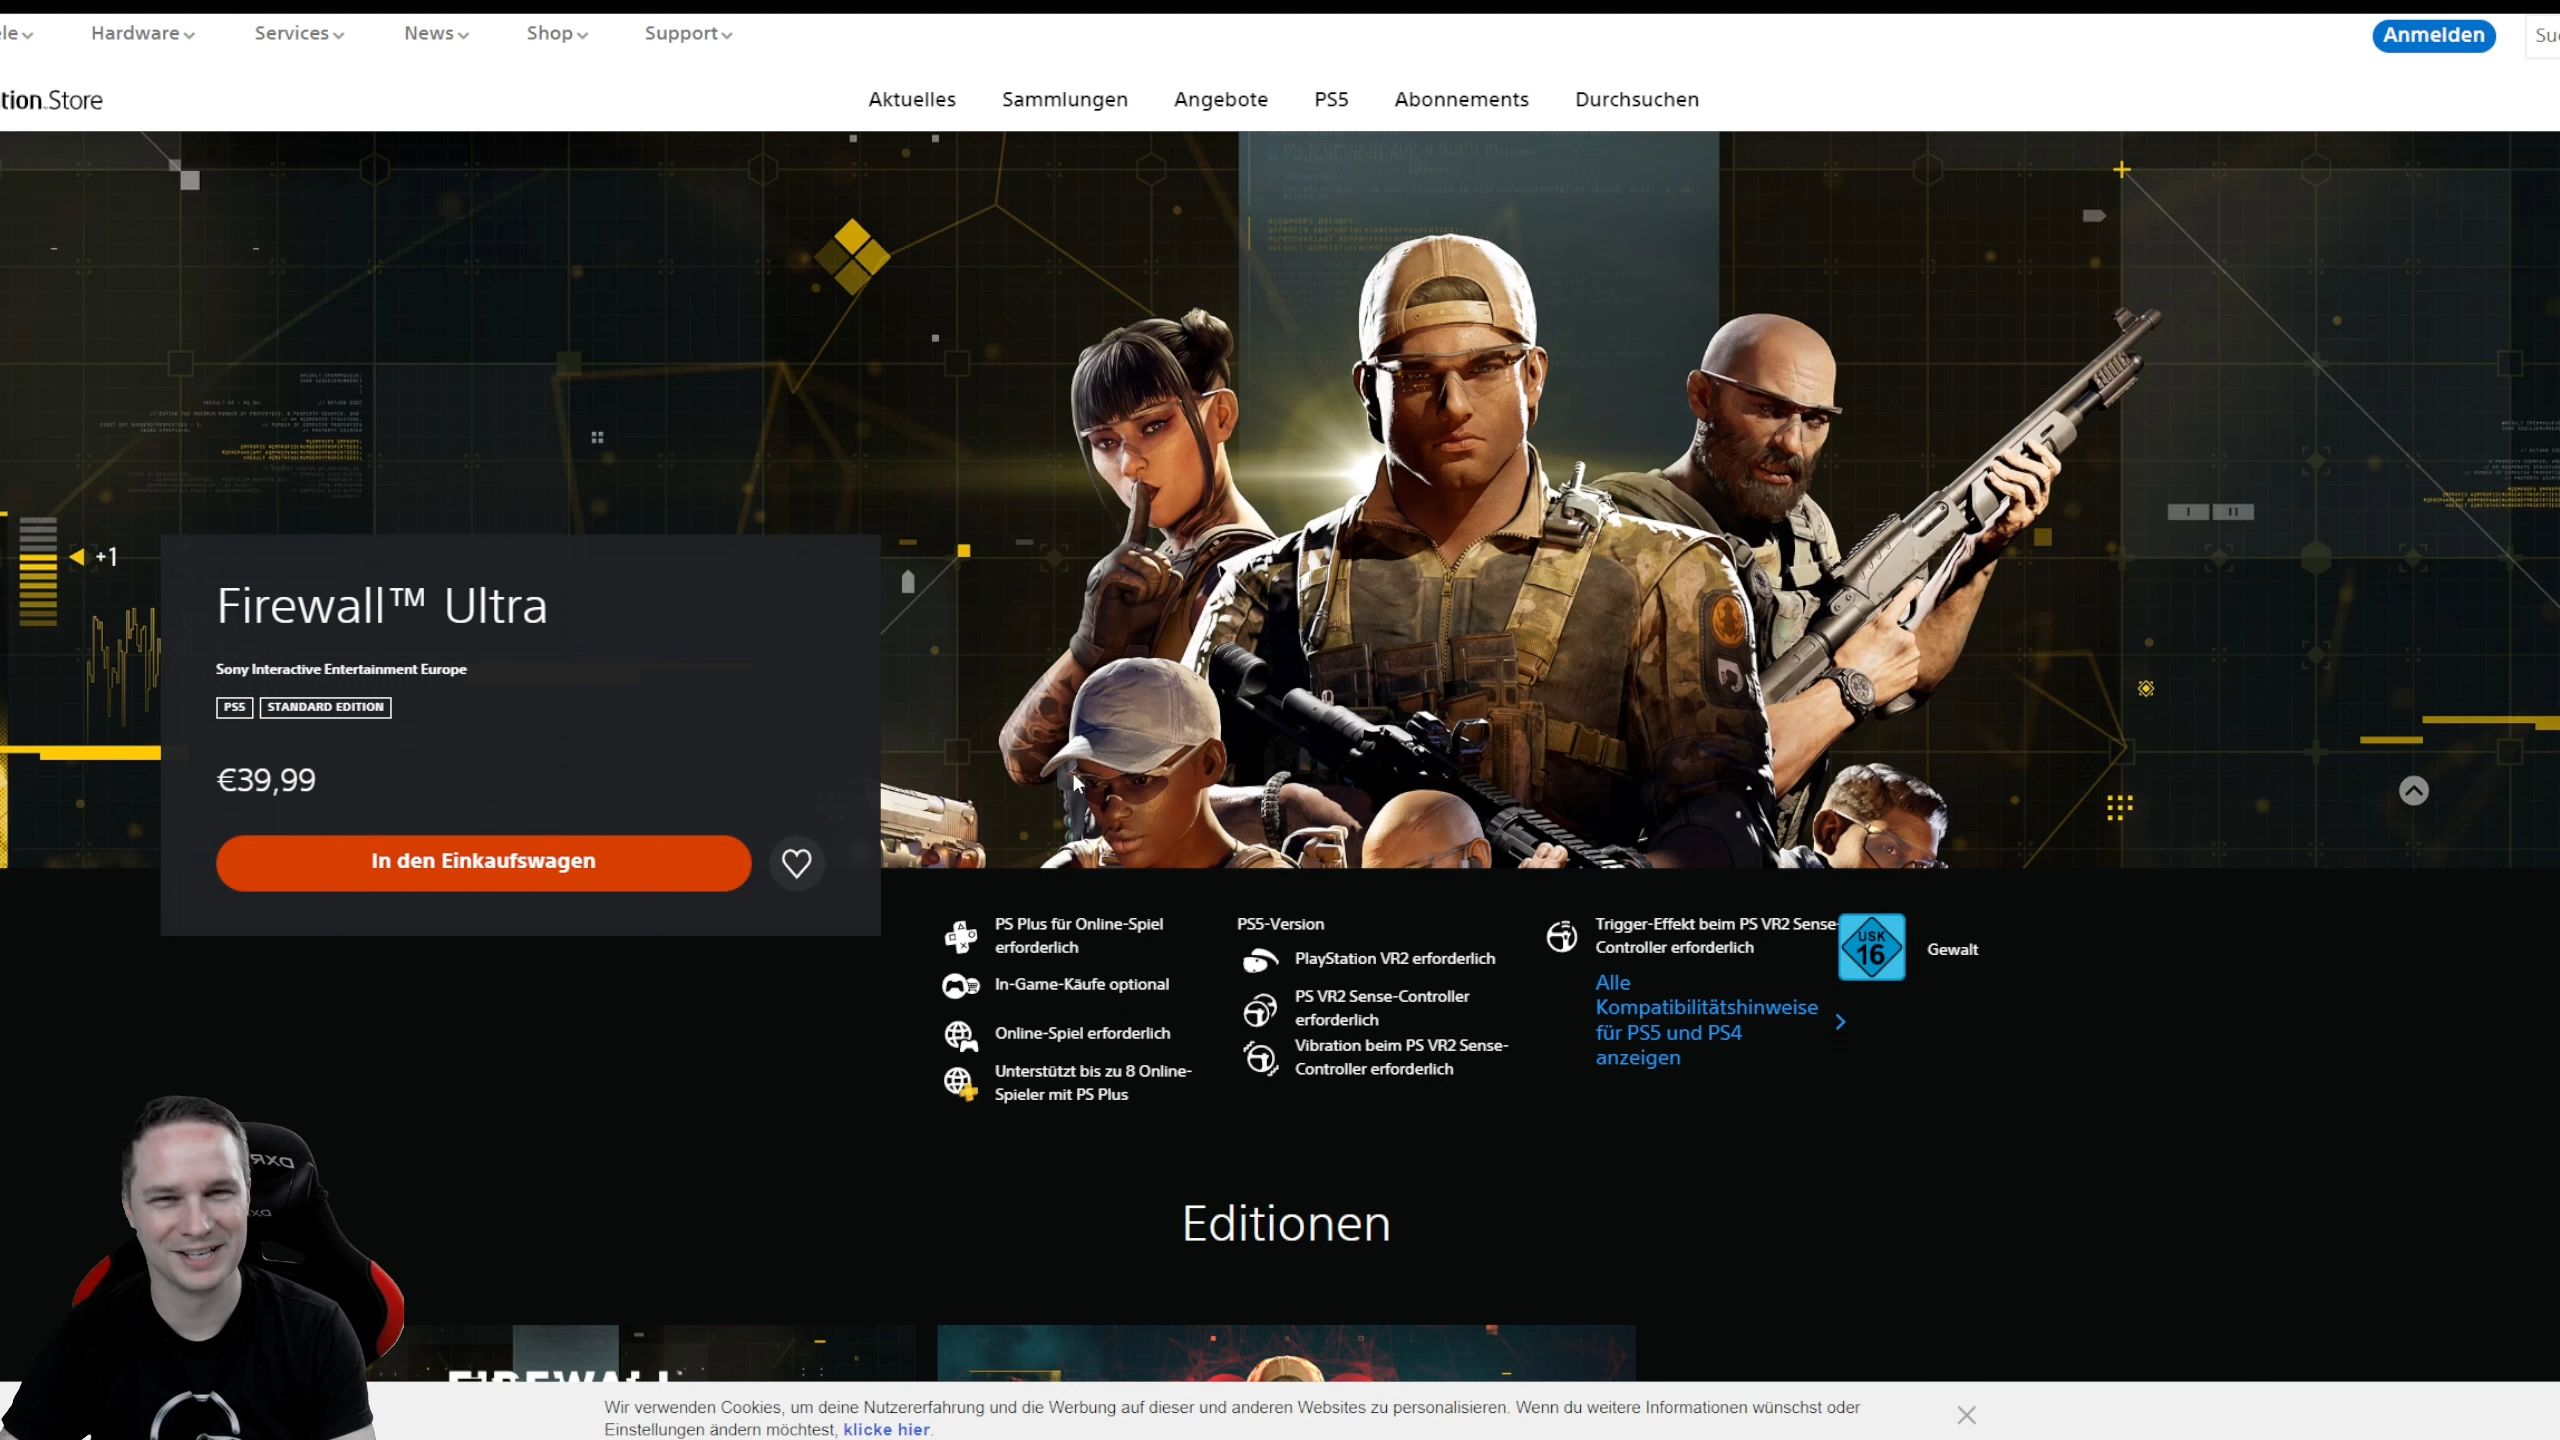 ele
Hardware
Services
News
Shop
Support
Anmelden
Su
tion Store
Aktuelles
Sammlungen
Angebote
PS5
Abonnements
Durchsuchen
+1
Firewall™ Ultra
Sony Interactive Entertainment Europe
PS5
STANDARD EDITION
€39,99
In den Einkaufswagen
PS Plus für Online-Spiel
erforderlich
In-Game-Käufe optional
Online-Spiel erforderlich
Unterstützt bis zu 8 Online-
Spieler mit PS Plus
PS5-Version
PlayStation VR2 erforderlich
PS VR2 Sense-Controller
erforderlich
Vibration beim PS VR2 Sense-
Controller erforderlich
Trigger-Effekt beim PS VR2 Sense-
Controller erforderlich
Alle
Kompatibilitätshinweise
für PS5 und PS4
anzeigen
USK
16
Gewalt
Editionen
FIREWALL
Wir verwenden Cookies, um deine Nutzererfahrung und die Werbung auf dieser und anderen Websites zu personalisieren. Wenn du weitere Informationen wünschst oder
Einstellungen ändern möchtest, klicke hier.